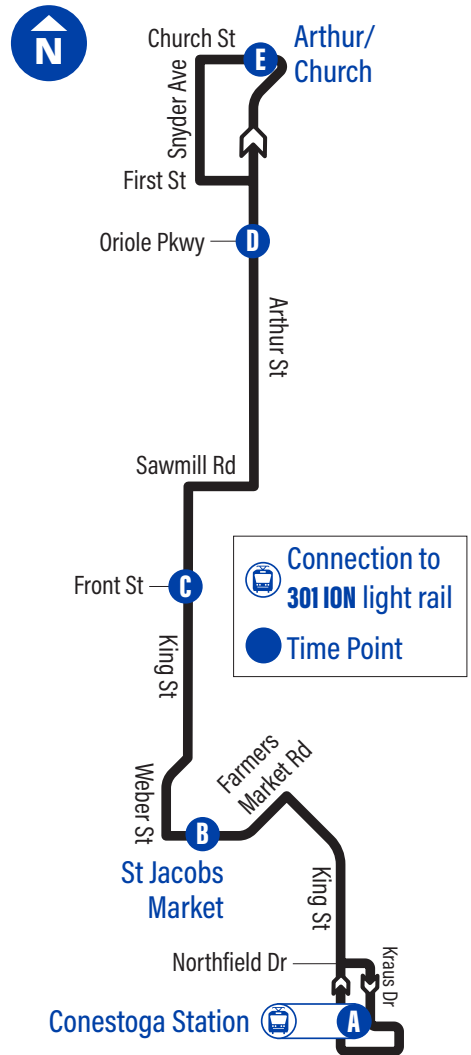 N
Church St
E
Arthur/
Church
Snyder Ave
First St
Oriole Pkwy
D
Arthur St
Sawmill Rd
Connection to
301 ION light rail
Time Point
Front St
C
King St
Weber St
Farmers
Market Rd
B
St Jacobs
Market
King St
Northfield Dr
Kraus Dr
Conestoga Station
A